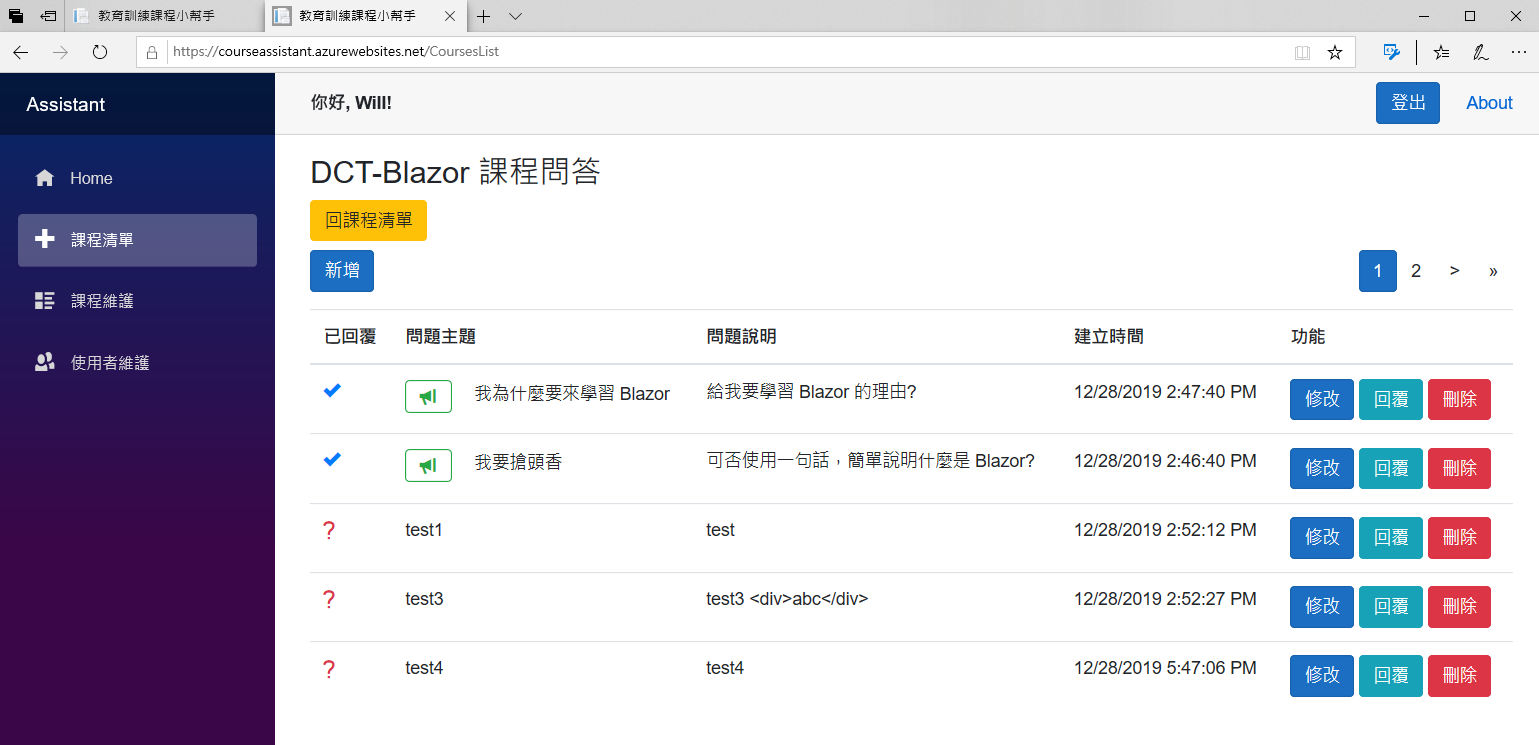 教育訓練課程小幫手
教育訓練課程小幫手
https://courseassistant.azurewebsites.net/CoursesList
Assistant
你好, Will!
登出
About
Home
課程清單
課程維護
使用者維護
DCT-Blazor 課程問答
回課程清單
新增
1 2 > »
已回覆 問題主題 問題說明 建立時間 功能
我為什麼要來學習 Blazor 給我要學習 Blazor 的理由? 12/28/2019 2:47:40 PM 修改 回覆 刪除
我要搶頭香 可否使用一句話，簡單說明什麼是 Blazor? 12/28/2019 2:46:40 PM 修改 回覆 刪除
? test1 test 12/28/2019 2:52:12 PM 修改 回覆 刪除
? test3 test3 <div>abc</div> 12/28/2019 2:52:27 PM 修改 回覆 刪除
? test4 test4 12/28/2019 5:47:06 PM 修改 回覆 刪除